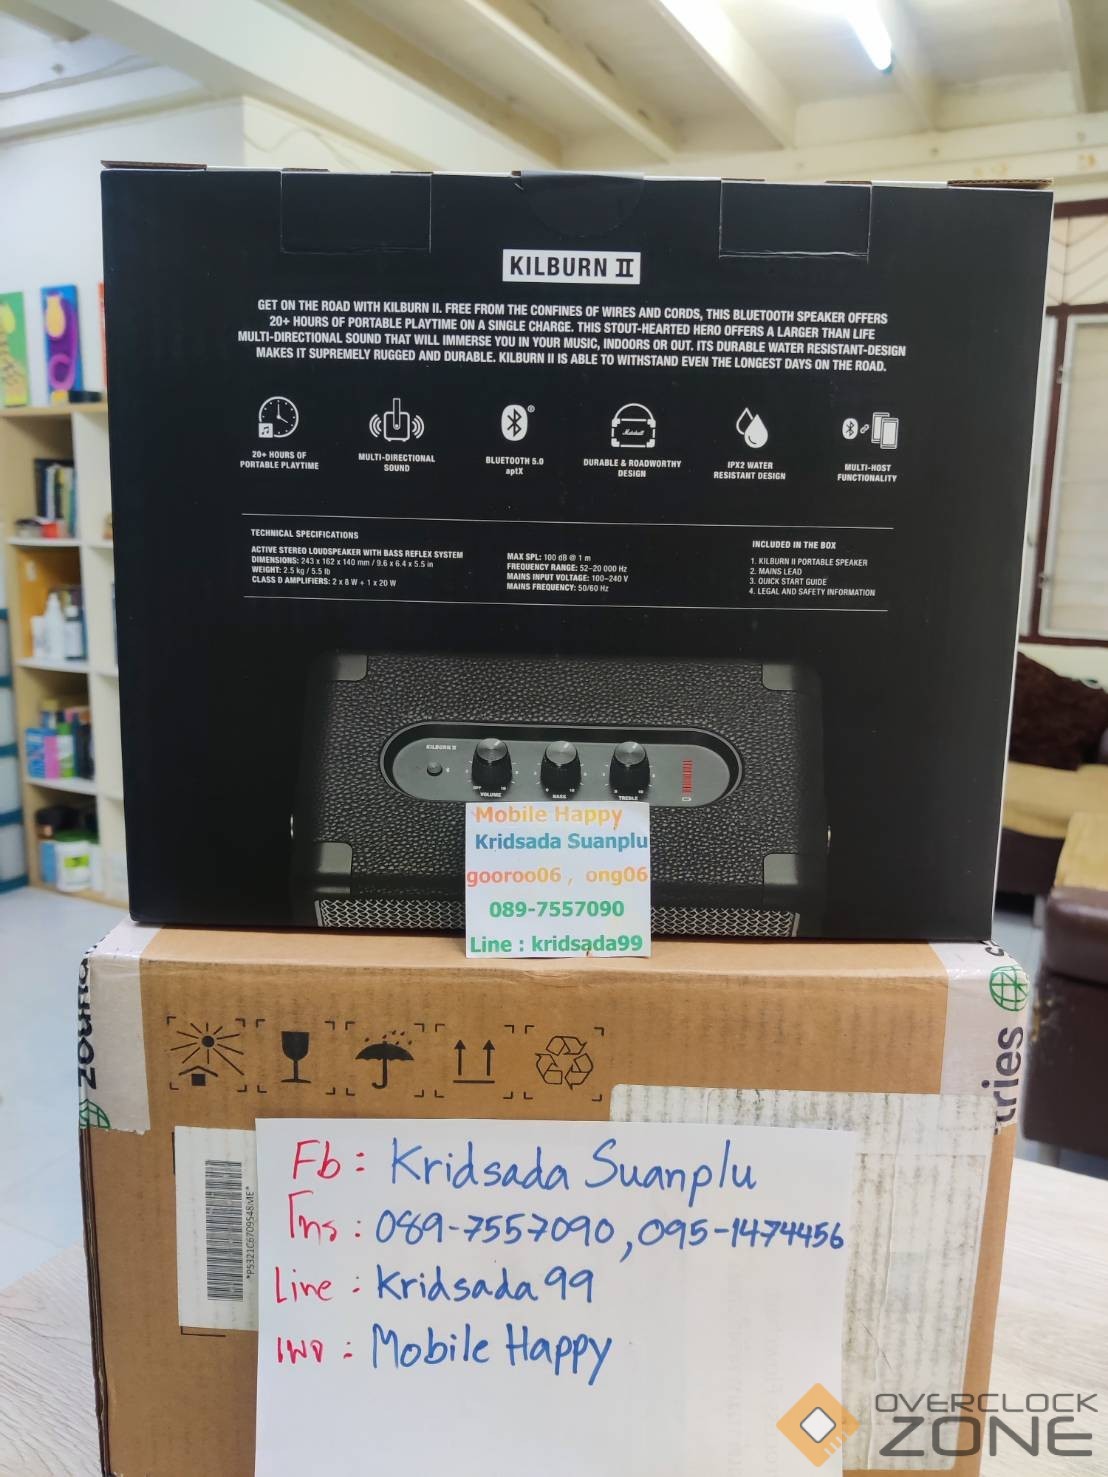 KILBURN II
GET ON THE ROAD WITH KILBURN II. FREE FROM THE CONFINES OF WIRES AND CORDS, THIS BLUETOOTH SPEAKER OFFERS
20+ HOURS OF PORTABLE PLAYTIME ON A SINGLE CHARGE. THIS STOUT-HEARTED HERO OFFERS A LARGER THAN LIFE
MULTI-DIRECTIONAL SOUND THAT WILL IMMERSE YOU IN YOUR MUSIC, INDOORS OR OUT. ITS DURABLE WATER RESISTANT-DESIGN
MAKES IT SUPREMELY RUGGED AND DURABLE. KILBURN II IS ABLE TO WITHSTAND EVEN THE LONGEST DAYS ON THE ROAD.
Marshall
20+ HOURS OF
PORTABLE PLAYTIME
MULTI-DIRECTIONAL
SOUND
BLUETOOTH 5.0
aptX
DURABLE & ROADWORTHY
DESIGN
IPX2 WATER
RESISTANT DESIGN
MULTI-HOST
FUNCTIONALITY
TECHNICAL SPECIFICATIONS
ACTIVE STEREO LOUDSPEAKER WITH BASS REFLEX SYSTEM
DIMENSIONS: 243 x 162 x 140 mm / 9.6 x 6.4 x 5.5 in
WEIGHT: 2.5 kg / 5.5 lb
CLASS D AMPLIFIERS: 2 x 8 W + 1 x 20 W
MAX SPL: 100 dB @ 1 m
FREQUENCY RANGE: 52–20 000 Hz
MAINS INPUT VOLTAGE: 100–240 V
MAINS FREQUENCY: 50/60 Hz
INCLUDED IN THE BOX
1. KILBURN II PORTABLE SPEAKER
2. MAINS LEAD
3. QUICK START GUIDE
4. LEGAL AND SAFETY INFORMATION
KILBURN II
VOLUME
BASS
TREBLE
Mobile Happy
Kridsada Suanplu
gooroo06 , ong06
089-7557090
Line : kridsada99
zound
ries
*P5321C6709548ME*
Fb : Kridsada Suanplu
โทร : 089-7557090, 095-1474456
Line : Kridsada99
เพจ : Mobile Happy
OVERCLOCK
ZONE